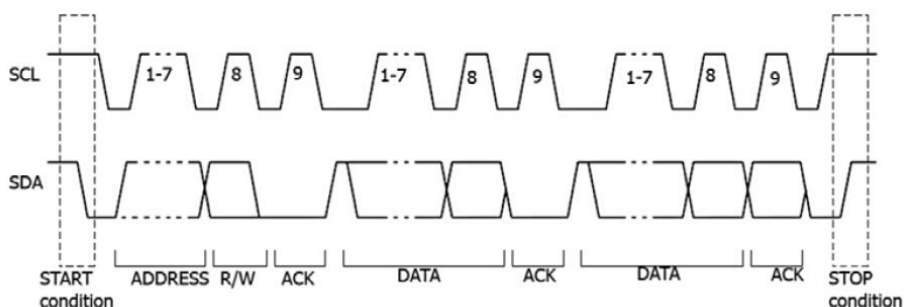 SCL
1-7 8 9 1-7 8 9 1-7 8 9
SDA
START
condition
ADDRESS R/W ACK DATA ACK DATA ACK
STOP
condition